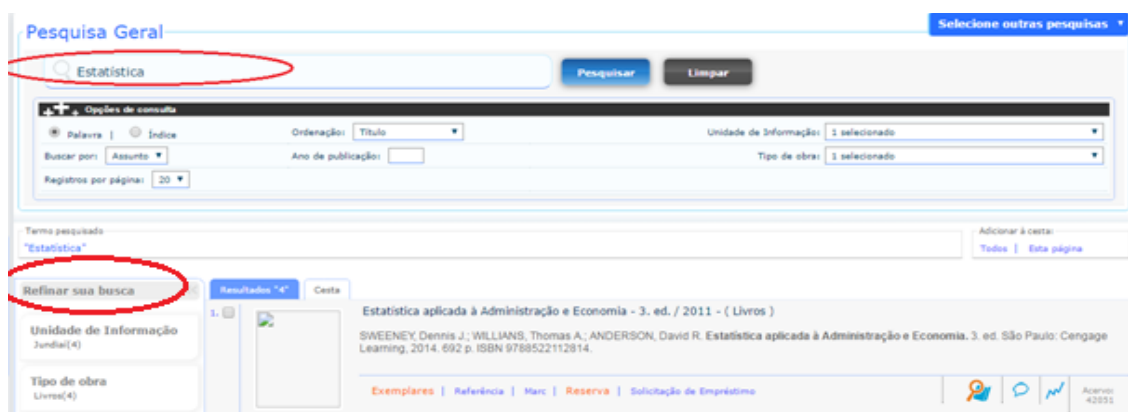 Selecione outras pesquisas
Pesquisa Geral
Estatística
Pesquisar Limpar
Opções de consulta
Palavra | Índice Ordenação: Título Unidade de Informação: 1 selecionado
Buscar por: Assunto Ano de publicação: Tipo de obra: 1 selecionado
Registros por página: 20
Termo pesquisado Adicionar à cesta:
"Estatística" Todos | Esta página
Refinar sua busca Resultados "4" Cesta
1. Estatística aplicada à Administração e Economia - 3. ed. / 2011 - ( Livros )
Unidade de Informação
Jundiaí(4)
SWEENEY, Dennis J.; WILLIANS, Thomas A.; ANDERSON, David R. Estatística aplicada à Administração e Economia. 3. ed. São Paulo: Cengage
Learning, 2014. 692 p. ISBN 9788522112814.
Tipo de obra
Livros(4)
Exemplares | Referência | Marc | Reserva | Solicitação de Empréstimo Acervo:
42051